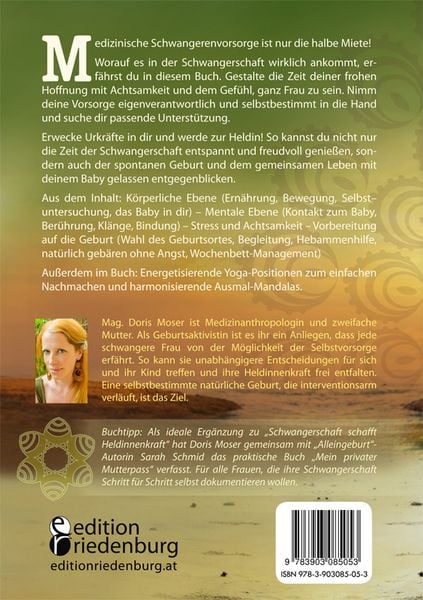 Medizinische Schwangerenvorsorge ist nur die halbe Miete!
Worauf es in der Schwangerschaft wirklich ankommt, er-
fährst du in diesem Buch. Gestalte die Zeit deiner frohen
Hoffnung mit Achtsamkeit und dem Gefühl, ganz Frau zu sein. Nimm
deine Vorsorge eigenverantwortlich und selbstbestimmt in die Hand
und suche dir passende Unterstützung.
Erwecke Urkräfte in dir und werde zur Heldin! So kannst du nicht nur
die Zeit der Schwangerschaft entspannt und freudvoll genießen, son-
dern auch der spontanen Geburt und dem gemeinsamen Leben mit
deinem Baby gelassen entgegenblicken.
Aus dem Inhalt: Körperliche Ebene (Ernährung, Bewegung, Selbst-
untersuchung, das Baby in dir) – Mentale Ebene (Kontakt zum Baby,
Berührung, Klänge, Bindung) – Stress und Achtsamkeit – Vorbereitung
auf die Geburt (Wahl des Geburtsortes, Begleitung, Hebammenhilfe,
natürlich gebären ohne Angst, Wochenbett-Management)
Außerdem im Buch: Energetisierende Yoga-Positionen zum einfachen
Nachmachen und harmonisierende Ausmal-Mandalas.
Mag. Doris Moser ist Medizinanthropologin und zweifache
Mutter. Als Geburtsaktivistin ist es ihr ein Anliegen, dass jede
schwangere Frau von der Möglichkeit der Selbstvorsorge
erfährt. So kann sie unabhängigere Entscheidungen für sich
und ihr Kind treffen und ihre Heldinnenkraft frei entfalten.
Eine selbstbestimmte natürliche Geburt, die interventionsarm
verläuft, ist das Ziel.
Buchtipp: Als ideale Ergänzung zu „Schwangerschaft schafft
Heldinnenkraft" hat Doris Moser gemeinsam mit „Alleingeburt"-
Autorin Sarah Schmid das praktische Buch „Mein privater
Mutterpass" verfasst. Für alle Frauen, die ihre Schwangerschaft
Schritt für Schritt selbst dokumentieren wollen.
edition
riedenburg
editionriedenburg.at
9 783903 085053
ISBN 978-3-903085-05-3